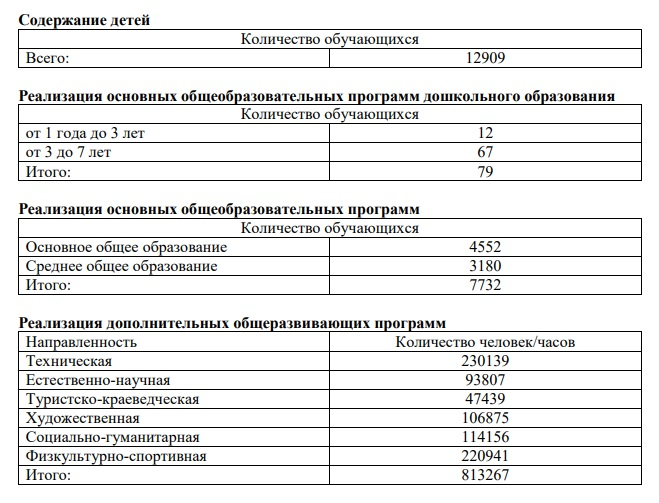 Содержание детей
Количество обучающихся
Всего: 12909
Реализация основных общеобразовательных программ дошкольного образования
Количество обучающихся
от 1 года до 3 лет 12
от 3 до 7 лет 67
Итого: 79
Реализация основных общеобразовательных программ
Количество обучающихся
Основное общее образование 4552
Среднее общее образование 3180
Итого: 7732
Реализация дополнительных общеразвивающих программ
Направленность Количество человек/часов
Техническая 230139
Естественно-научная 93807
Туристско-краеведческая 47439
Художественная 106875
Социально-гуманитарная 114156
Физкультурно-спортивная 220941
Итого: 813267